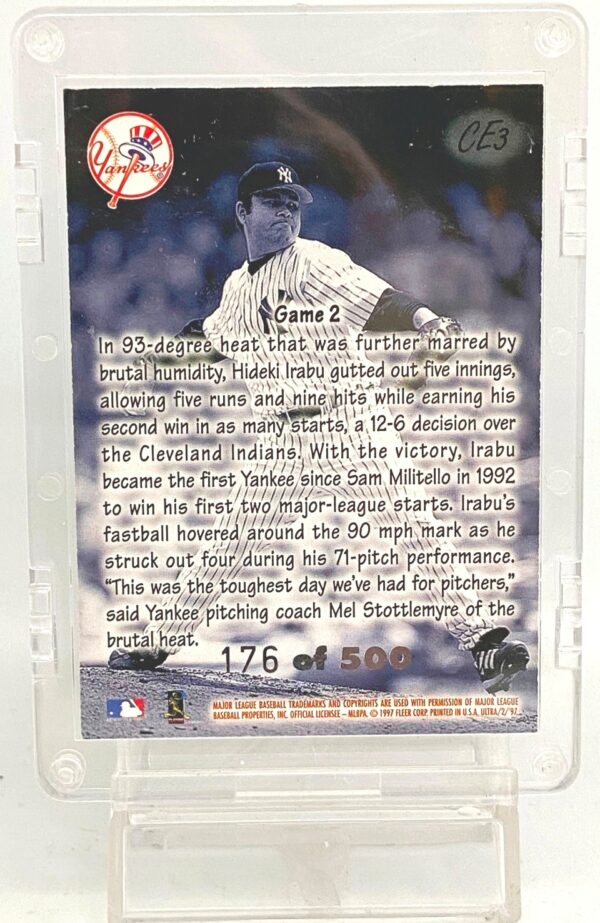 Yankees
CE3
NY
Game 2
In 93-degree heat that was further marred by
brutal humidity, Hideki Irabu gutted out five innings,
allowing five runs and nine hits while earning his
second win in as many starts, a 12-6 decision over
the Cleveland Indians. With the victory, Irabu
became the first Yankee since Sam Militello in 1992
to win his first two major-league starts. Irabu's
fastball hovered around the 90 mph mark as he
struck out four during his 71-pitch performance.
"This was the toughest day we've had for pitchers,"
said Yankee pitching coach Mel Stottlemyre of the
brutal heat.
176 of 500
MAJOR LEAGUE BASEBALL TRADEMARKS AND COPYRIGHTS ARE USED WITH PERMISSION OF MAJOR LEAGUE
BASEBALL PROPERTIES, INC. OFFICIAL LICENSEE – MLBPA. © 1997 FLEER CORP. PRINTED IN U.S.A. ULTRA/2/'97.